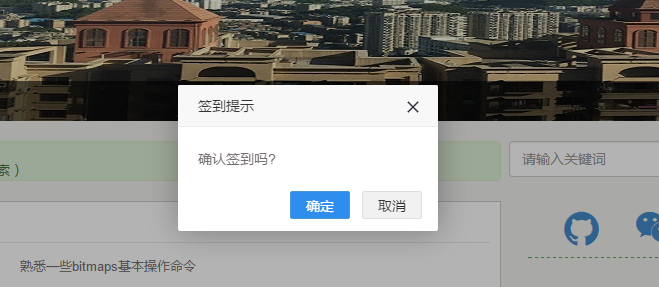 签到提示
确认签到吗?
确定 取消
索）
请输入关键词
熟悉一些bitmaps基本操作命令